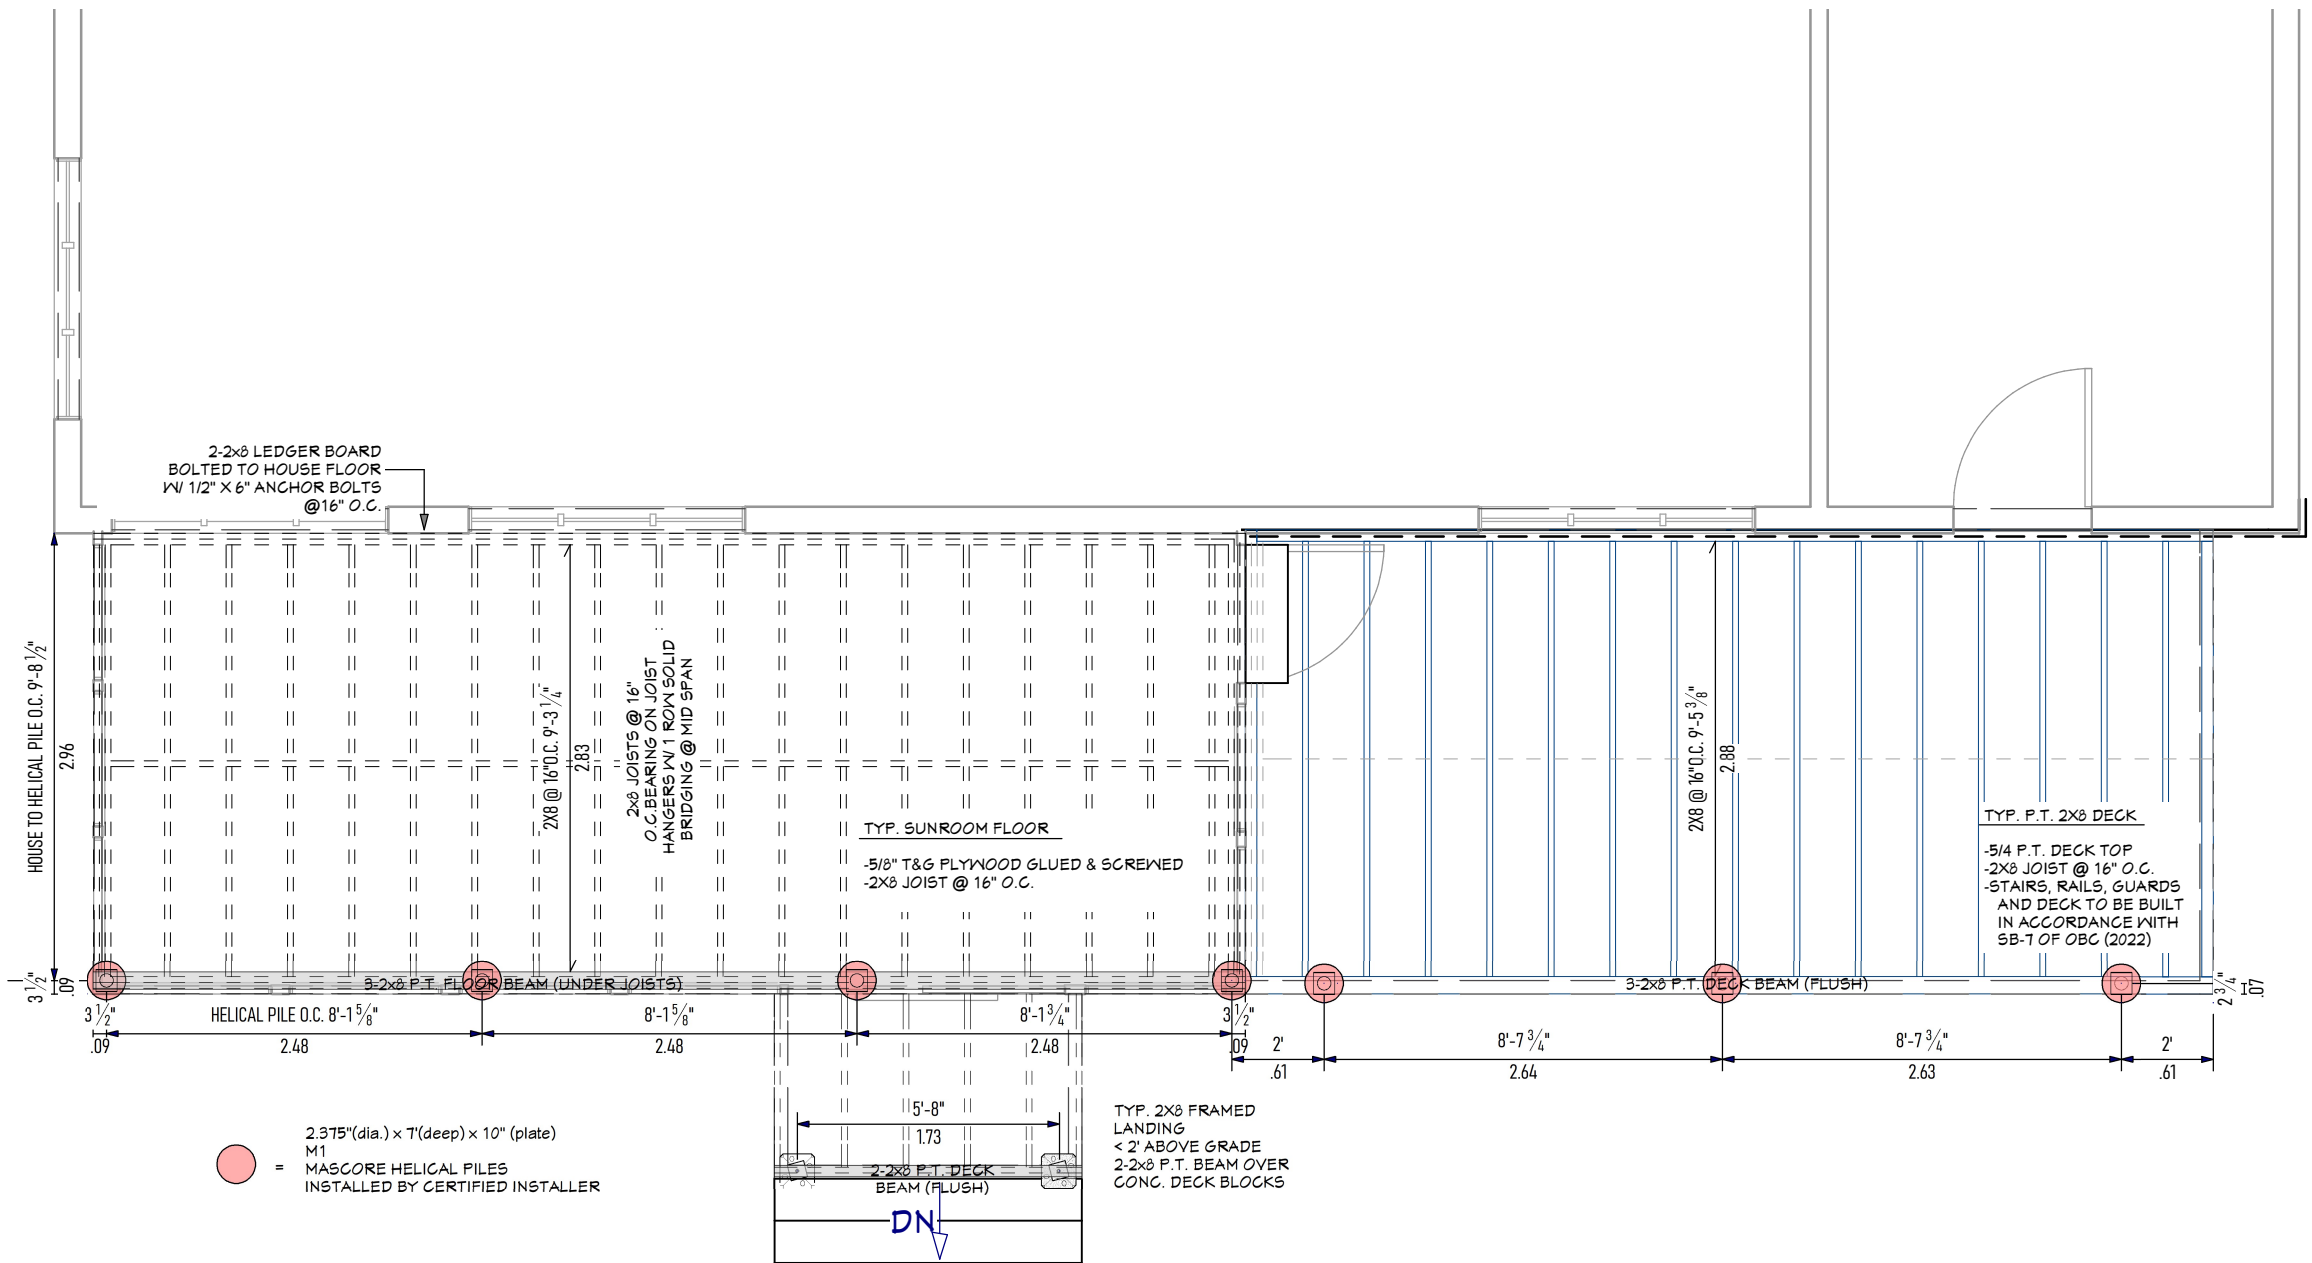 2-2x8 LEDGER BOARD
BOLTED TO HOUSE FLOOR
W/ 1/2" X 6" ANCHOR BOLTS
@16" O.C.
HOUSE TO HELICAL PILE O.C. 9'-8 1/2"
2.96
3 1/2"
.09
2X8 @ 16"O.C. 9'-3 1/4"
2.83
2x8 JOISTS @ 16"
O.C.BEARING ON JOIST
HANGERS W/ 1 ROW SOLID
BRIDGING @ MID SPAN
TYP. SUNROOM FLOOR
-5/8" T&G PLYWOOD GLUED & SCREWED
-2X8 JOIST @ 16" O.C.
2X8 @ 16"O.C. 9'-5 3/8"
2.88
TYP. P.T. 2X8 DECK
-5/4 P.T. DECK TOP
-2X8 JOIST @ 16" O.C.
-STAIRS, RAILS, GUARDS
AND DECK TO BE BUILT
IN ACCORDANCE WITH
SB-7 OF OBC (2022)
3-2x8 P.T. FLOOR BEAM (UNDER JOISTS)
3-2x8 P.T. DECK BEAM (FLUSH)
2 3/4"
.07
3 1/2"
.09
HELICAL PILE O.C. 8'-1 5/8"
2.48
8'-1 5/8"
2.48
8'-1 3/4"
2.48
3 1/2"
.09
2'
.61
8'-7 3/4"
2.64
8'-7 3/4"
2.63
2'
.61
5'-8"
1.73
2-2x8 P.T. DECK
BEAM (FLUSH)
DN
TYP. 2X8 FRAMED
LANDING
< 2' ABOVE GRADE
2-2x8 P.T. BEAM OVER
CONC. DECK BLOCKS
2.375"(dia.) x 7'(deep) x 10" (plate)
M1
= MASCORE HELICAL PILES
INSTALLED BY CERTIFIED INSTALLER